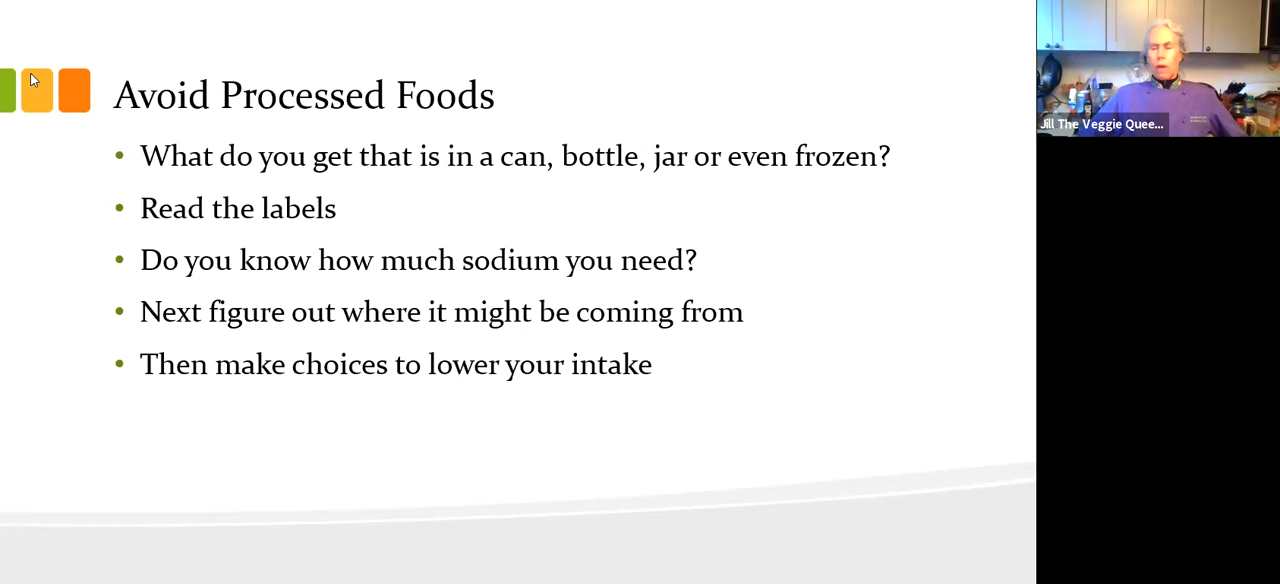 Avoid Processed Foods
• What do you get that is in a can, bottle, jar or even frozen?
• Read the labels
• Do you know how much sodium you need?
• Next figure out where it might be coming from
• Then make choices to lower your intake
Jill The Veggie Quee...